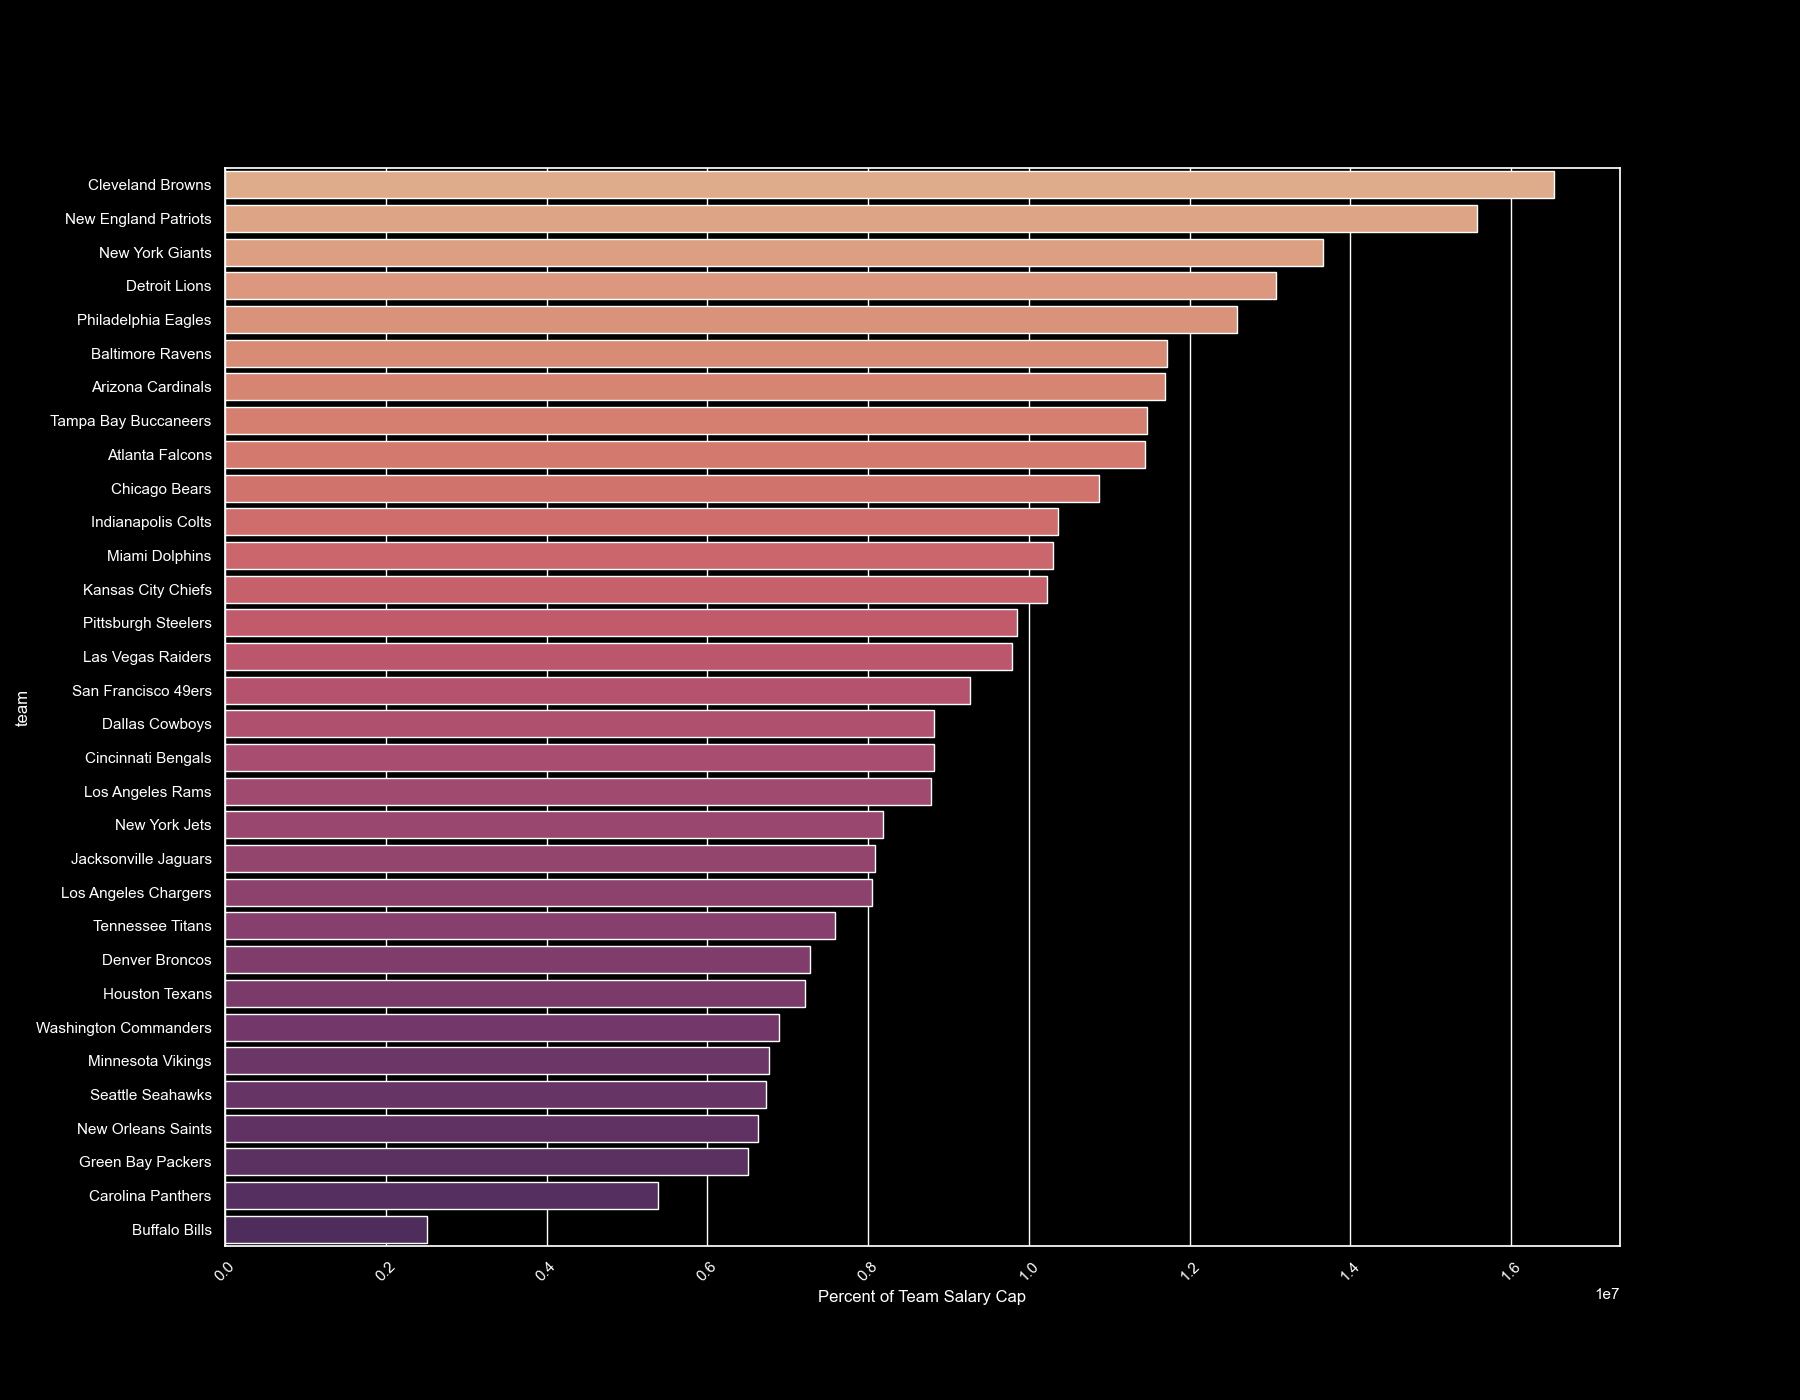 Cleveland Browns
New England Patriots
New York Giants
Detroit Lions
Philadelphia Eagles
Baltimore Ravens
Arizona Cardinals
Tampa Bay Buccaneers
Atlanta Falcons
Chicago Bears
Indianapolis Colts
Miami Dolphins
Kansas City Chiefs
Pittsburgh Steelers
Las Vegas Raiders
San Francisco 49ers
team
Dallas Cowboys
Cincinnati Bengals
Los Angeles Rams
New York Jets
Jacksonville Jaguars
Los Angeles Chargers
Tennessee Titans
Denver Broncos
Houston Texans
Washington Commanders
Minnesota Vikings
Seattle Seahawks
New Orleans Saints
Green Bay Packers
Carolina Panthers
Buffalo Bills
0.0 0.2 0.4 0.6 0.8 1.0 1.2 1.4 1.6
1e7
Percent of Team Salary Cap